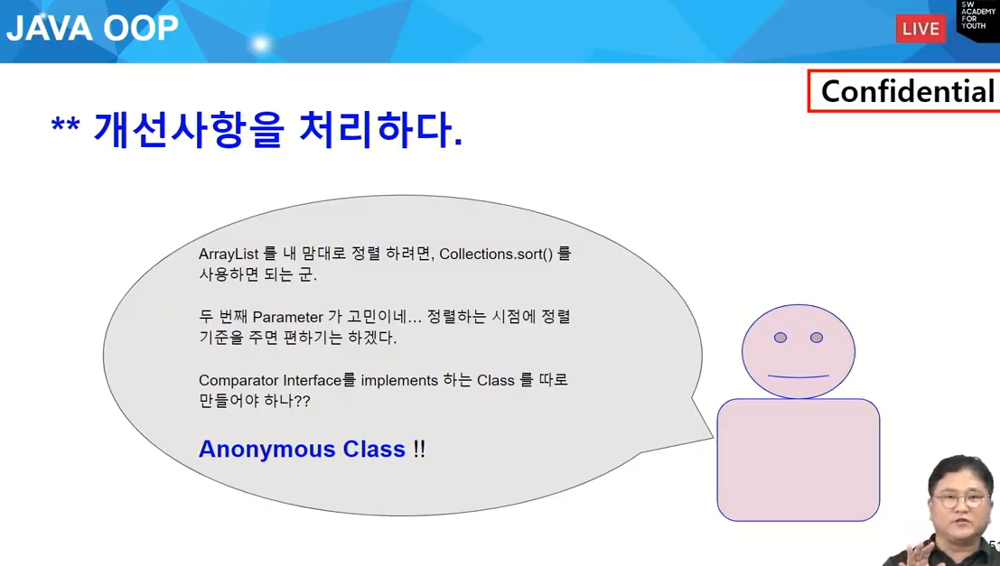 JAVA OOP
LIVE
SW
ACADEMY
FOR
YOUTH
Confidential
** 개선사항을 처리하다.
ArrayList 를 내 맘대로 정렬 하려면, Collections.sort() 를
사용하면 되는 군.
두 번째 Parameter 가 고민이네... 정렬하는 시점에 정렬
기준을 주면 편하기는 하겠다.
Comparator Interface를 implements 하는 Class 를 따로
만들어야 하나??
Anonymous Class !!